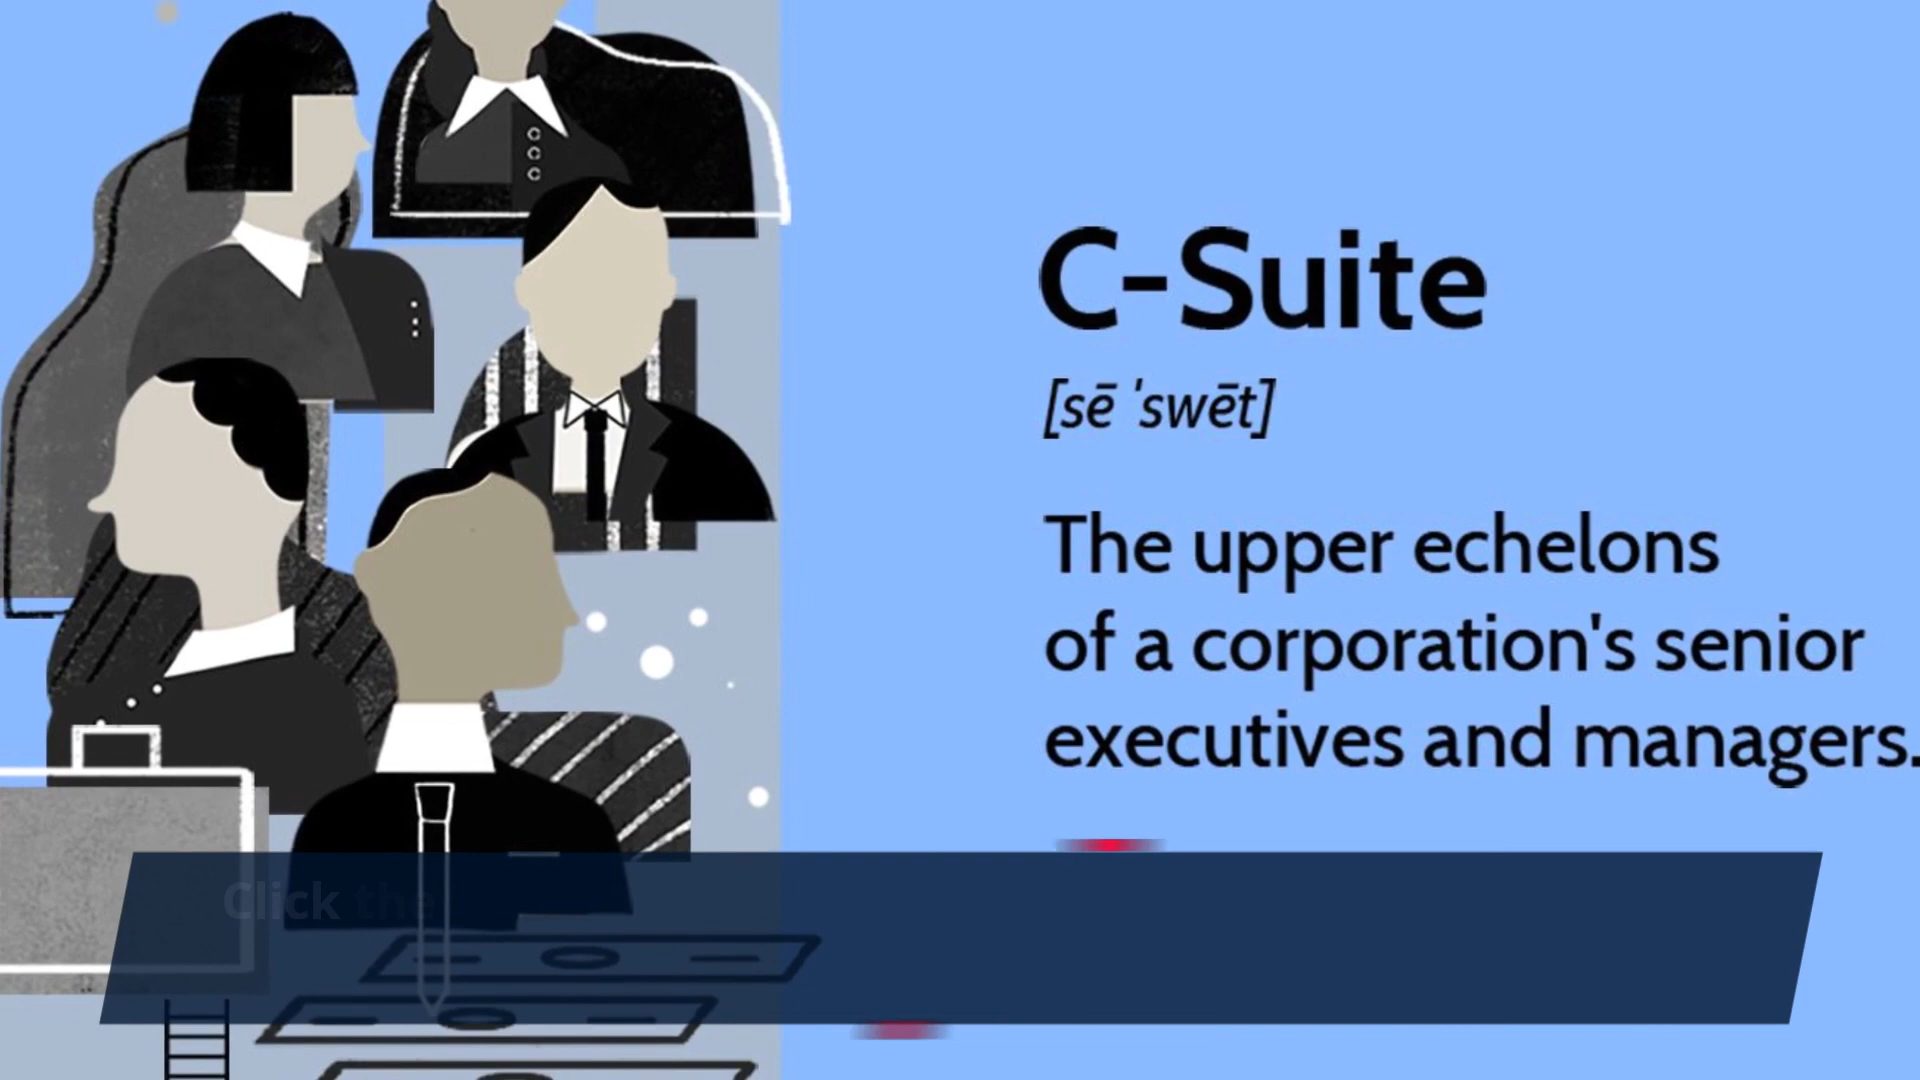 C-Suite
[sē 'swēt]
The upper echelons
of a corporation's senior
executives and managers.
Click the